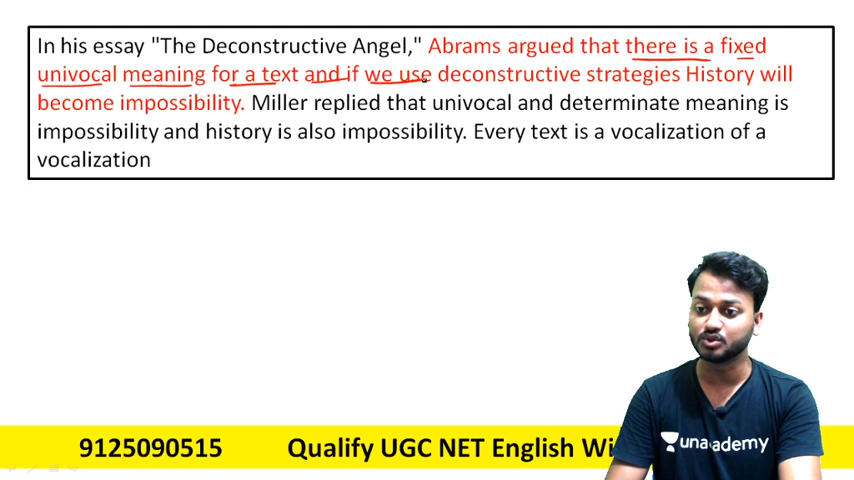 In his essay "The Deconstructive Angel," Abrams argued that there is a fixed
univocal meaning for a text and if we use deconstructive strategies History will
become impossibility. Miller replied that univocal and determinate meaning is
impossibility and history is also impossibility. Every text is a vocalization of a
vocalization
unacademy
9125090515 Qualify UGC NET English Wi